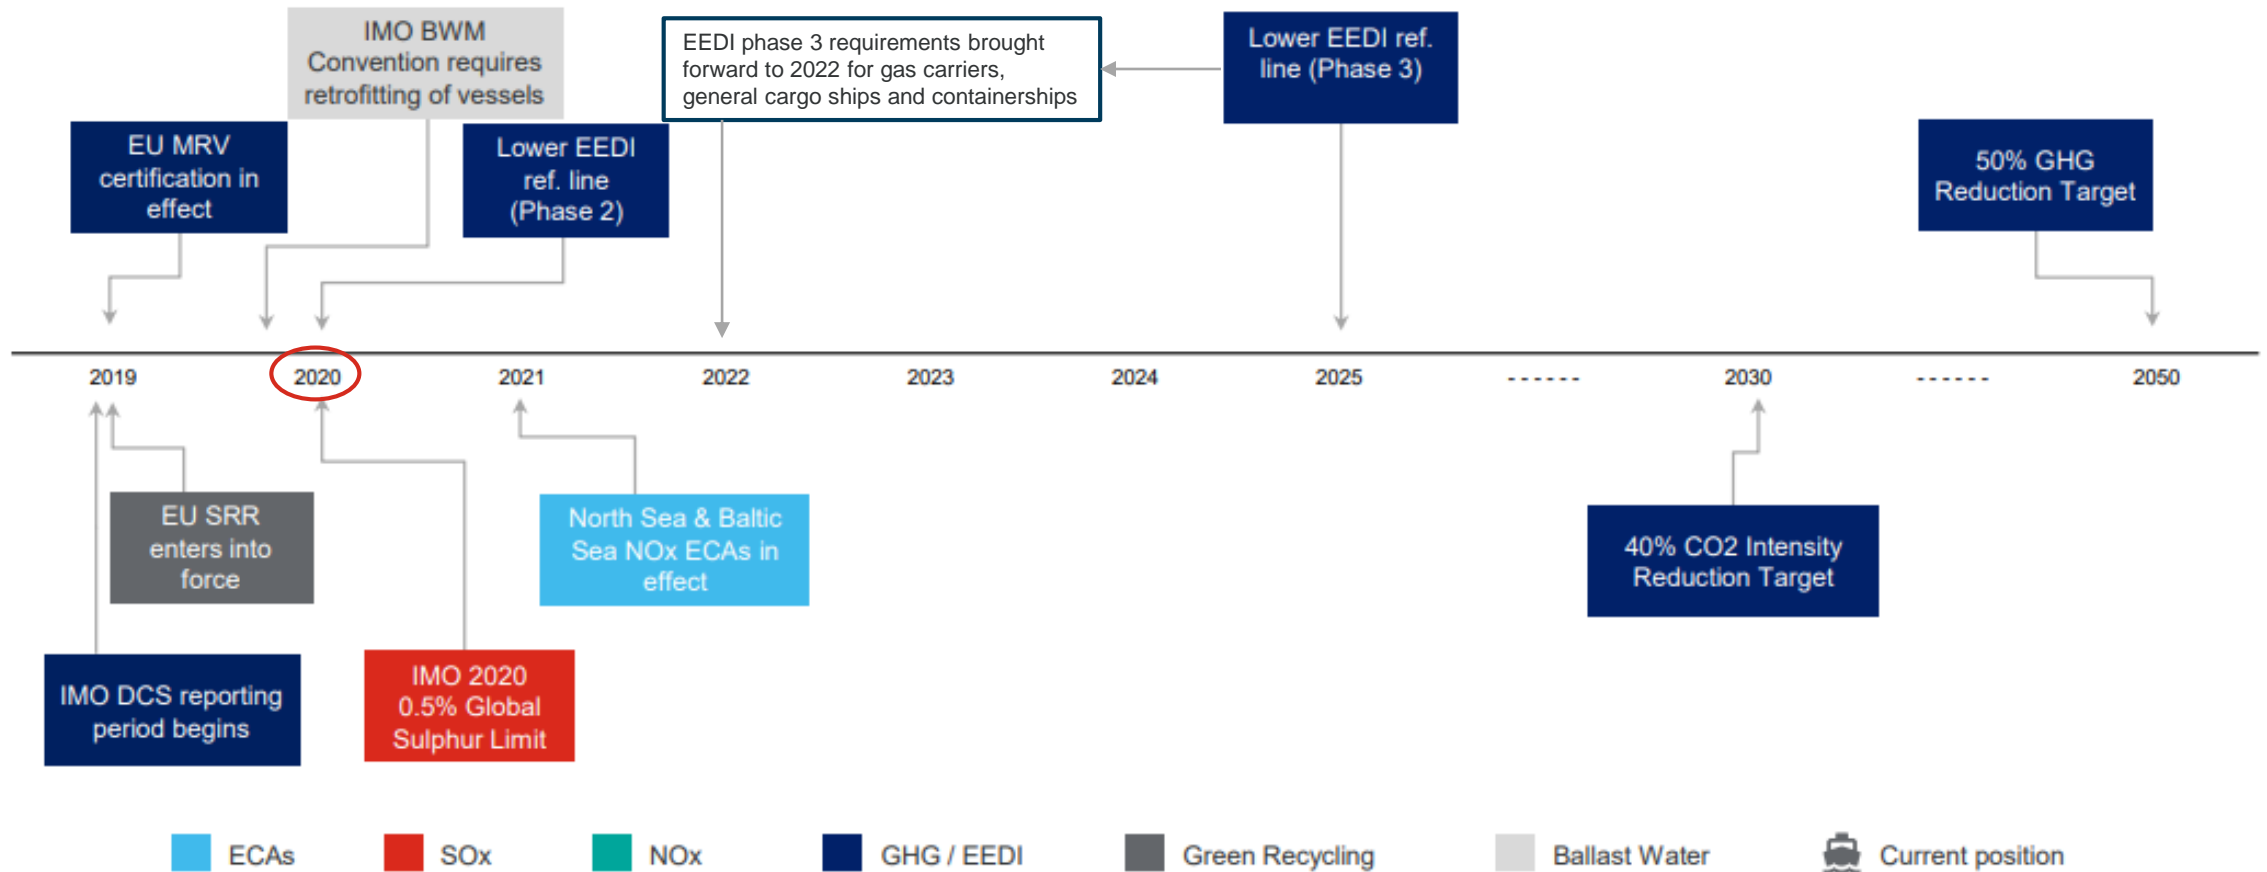 IMO BWM
Convention requires
retrofitting of vessels
EEDI phase 3 requirements brought
forward to 2022 for gas carriers,
general cargo ships and containerships
Lower EEDI ref.
line (Phase 3)
EU MRV
certification in
effect
Lower EEDI
ref. line
(Phase 2)
50% GHG
Reduction Target
2019
2020
2021
2022
2023
2024
2025
------
2030
------
2050
EU SRR
enters into
force
North Sea & Baltic
Sea NOx ECAs in
effect
40% CO2 Intensity
Reduction Target
IMO DCS reporting
period begins
IMO 2020
0.5% Global
Sulphur Limit
ECAs
SOx
NOx
GHG / EEDI
Green Recycling
Ballast Water
Current position